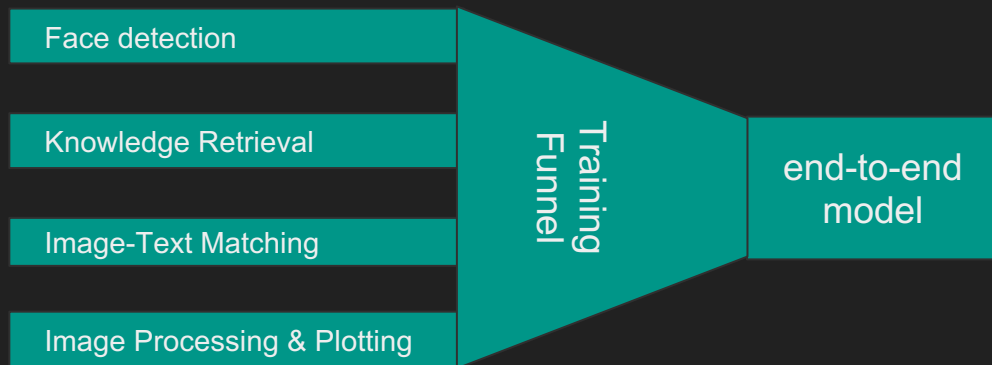 Face detection
Knowledge Retrieval
Image-Text Matching
Image Processing & Plotting
Training
Funnel
end-to-end
model